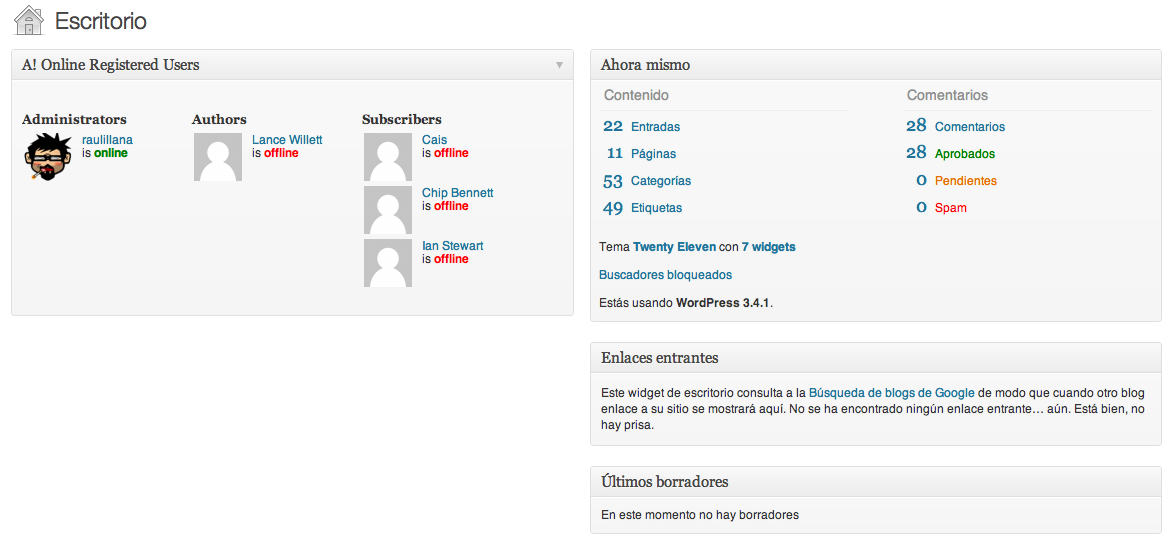 Escritorio
A! Online Registered Users
Administrators
raulillana
is online
Authors
Lance Willett
is offline
Subscribers
Cais
is offline
Chip Bennett
is offline
Ian Stewart
is offline
Ahora mismo
Contenido
22 Entradas
11 Páginas
53 Categorías
49 Etiquetas
Comentarios
28 Comentarios
28 Aprobados
0 Pendientes
0 Spam
Tema Twenty Eleven con 7 widgets
Buscadores bloqueados
Estás usando WordPress 3.4.1.
Enlaces entrantes
Este widget de escritorio consulta a la Búsqueda de blogs de Google de modo que cuando otro blog
enlace a su sitio se mostrará aquí. No se ha encontrado ningún enlace entrante… aún. Está bien, no
hay prisa.
Últimos borradores
En este momento no hay borradores